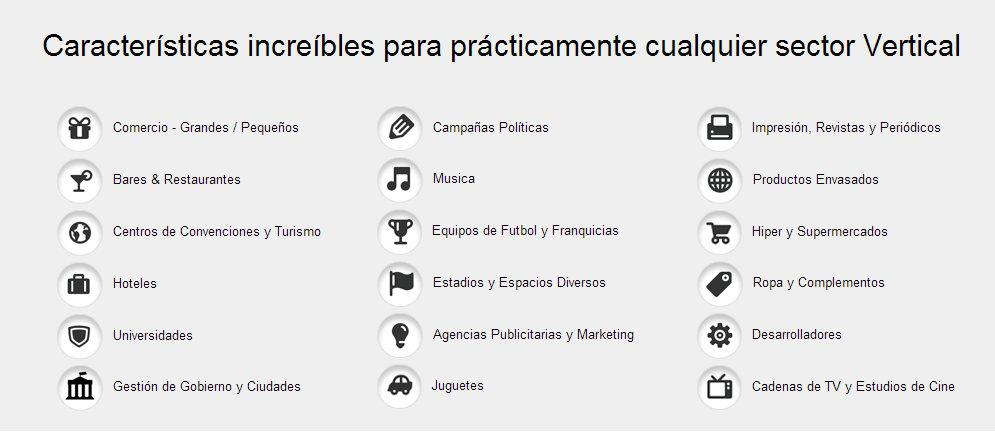 Características increíbles para prácticamente cualquier sector Vertical
Comercio - Grandes / Pequeños
Campañas Políticas
Impresión, Revistas y Periódicos
Bares & Restaurantes
Musica
Productos Envasados
Centros de Convenciones y Turismo
Equipos de Futbol y Franquicias
Hiper y Supermercados
Hoteles
Estadios y Espacios Diversos
Ropa y Complementos
Universidades
Agencias Publicitarias y Marketing
Desarrolladores
Gestión de Gobierno y Ciudades
Juguetes
Cadenas de TV y Estudios de Cine